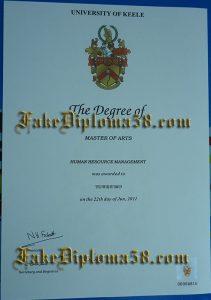 UNIVERSITY OF KEELE
The Degree of
FakeDiploma58.com
MASTER OF ARTS
HUMAN RESOURCE MANAGEMENT
was awarded to
on the 22th day of Jun, 2011
FakeDiploma58.com
Secretary and Registrar